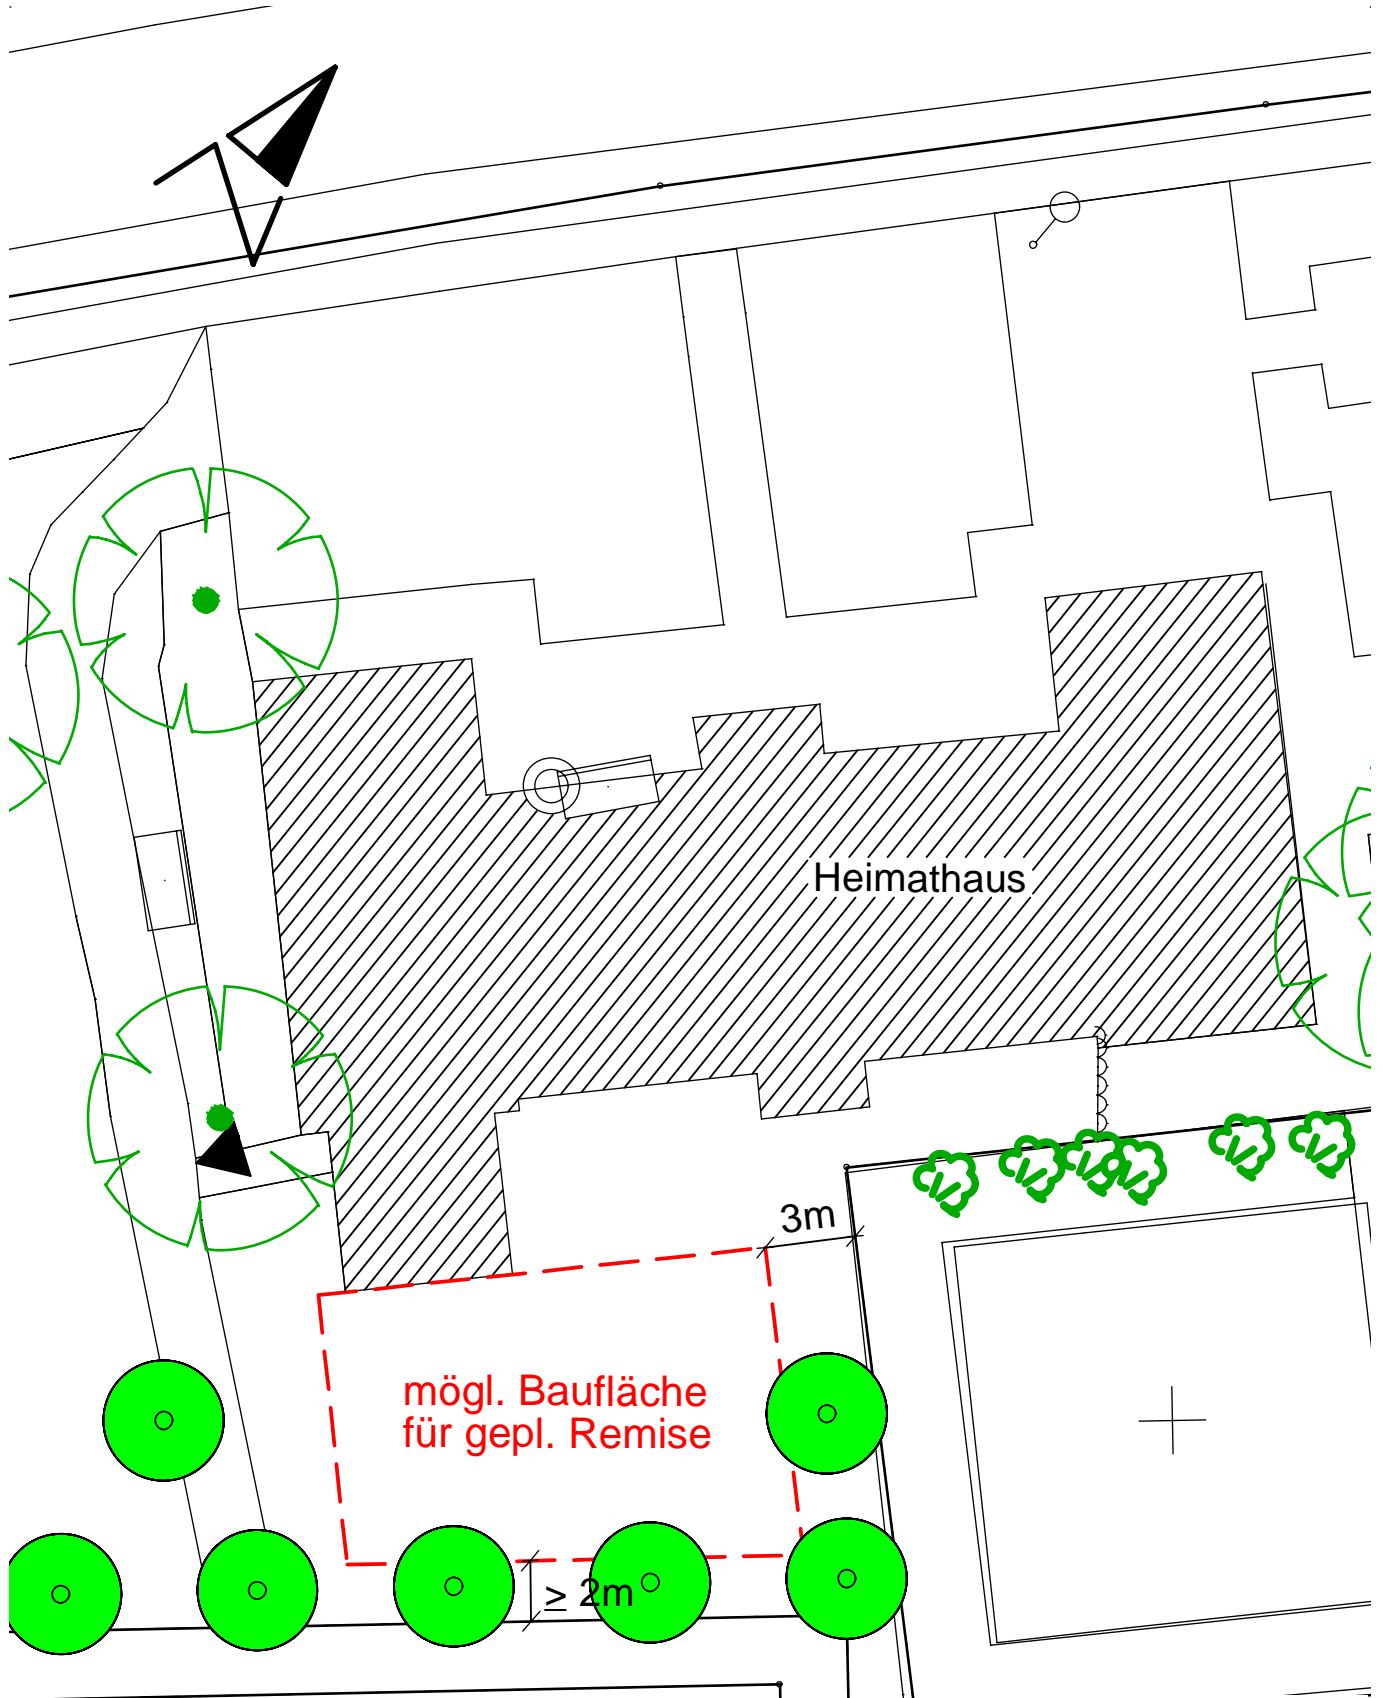 Heimathaus
3m
mögl. Baufläche
für gepl. Remise
≥ 2m